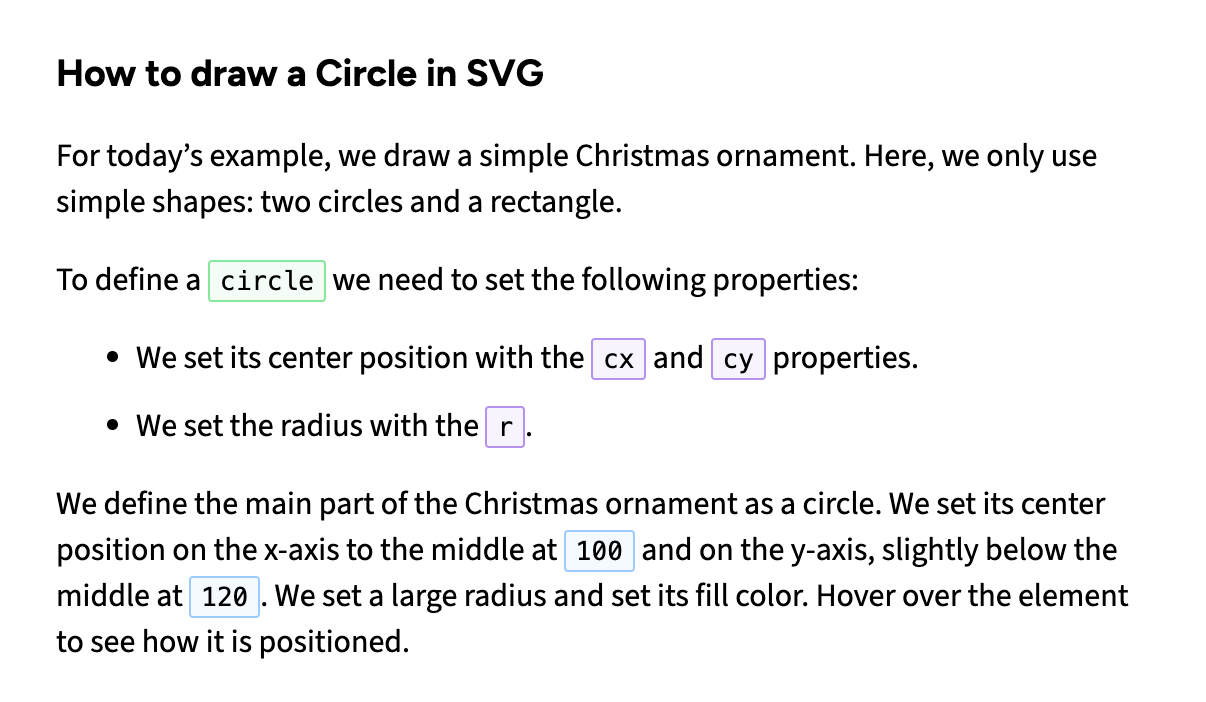 How to draw a Circle in SVG
For today’s example, we draw a simple Christmas ornament. Here, we only use
simple shapes: two circles and a rectangle.
To define a circle we need to set the following properties:
• We set its center position with the cx and cy properties.
• We set the radius with the r.
We define the main part of the Christmas ornament as a circle. We set its center
position on the x-axis to the middle at 100 and on the y-axis, slightly below the
middle at 120. We set a large radius and set its fill color. Hover over the element
to see how it is positioned.